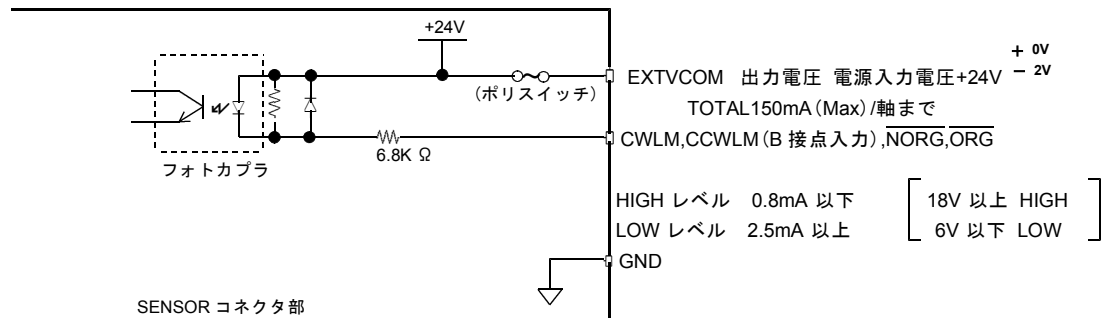 +24V
+ 0V
− 2V
EXTVCOM 出力電圧 電源入力電圧+24V
(ポリスイッチ)
TOTAL150mA(Max)/軸まで
CWLM,CCWLM(B 接点入力),NORG,ORG
6.8K Ω
フォトカプラ
HIGH レベル 0.8mA 以下
18V 以上 HIGH
LOW レベル 2.5mA 以上
6V 以下 LOW
GND
SENSOR コネクタ部